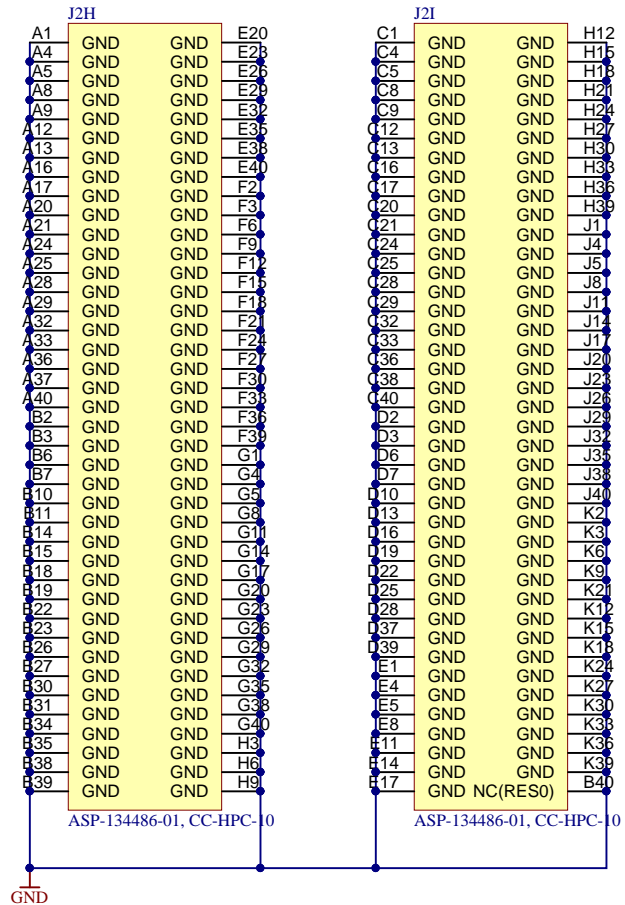 J2H
A1 GND GND E20
A4 GND GND E23
A5 GND GND E26
A8 GND GND E29
A9 GND GND E32
A12 GND GND E35
A13 GND GND E38
A16 GND GND E40
A17 GND GND F2
A20 GND GND F3
A21 GND GND F6
A24 GND GND F9
A25 GND GND F12
A28 GND GND F15
A29 GND GND F18
A32 GND GND F21
A33 GND GND F24
A36 GND GND F27
A37 GND GND F30
A40 GND GND F33
B2 GND GND F36
B3 GND GND F39
B6 GND GND G1
B7 GND GND G4
B10 GND GND G5
B11 GND GND G8
B14 GND GND G11
B15 GND GND G14
B18 GND GND G17
B19 GND GND G20
B22 GND GND G23
B23 GND GND G26
B26 GND GND G29
B27 GND GND G32
B30 GND GND G35
B31 GND GND G38
B34 GND GND G40
B35 GND GND H3
B38 GND GND H6
B39 GND GND H9
ASP-134486-01, CC-HPC-10
J2I
C1 GND GND H12
C4 GND GND H15
C5 GND GND H18
C8 GND GND H21
C9 GND GND H24
C12 GND GND H27
C13 GND GND H30
C16 GND GND H33
C17 GND GND H36
C20 GND GND H39
C21 GND GND J1
C24 GND GND J4
C25 GND GND J5
C28 GND GND J8
C29 GND GND J11
C32 GND GND J14
C33 GND GND J17
C36 GND GND J20
C38 GND GND J23
C40 GND GND J26
D2 GND GND J29
D3 GND GND J32
D6 GND GND J35
D7 GND GND J38
D10 GND GND J40
D13 GND GND K2
D16 GND GND K3
D19 GND GND K6
D22 GND GND K9
D25 GND GND K21
D28 GND GND K12
D37 GND GND K15
D39 GND GND K18
E1 GND GND K24
E4 GND GND K27
E5 GND GND K30
E8 GND GND K33
E11 GND GND K36
E14 GND GND K39
E17 GND NC(RES0) B40
ASP-134486-01, CC-HPC-10
GND